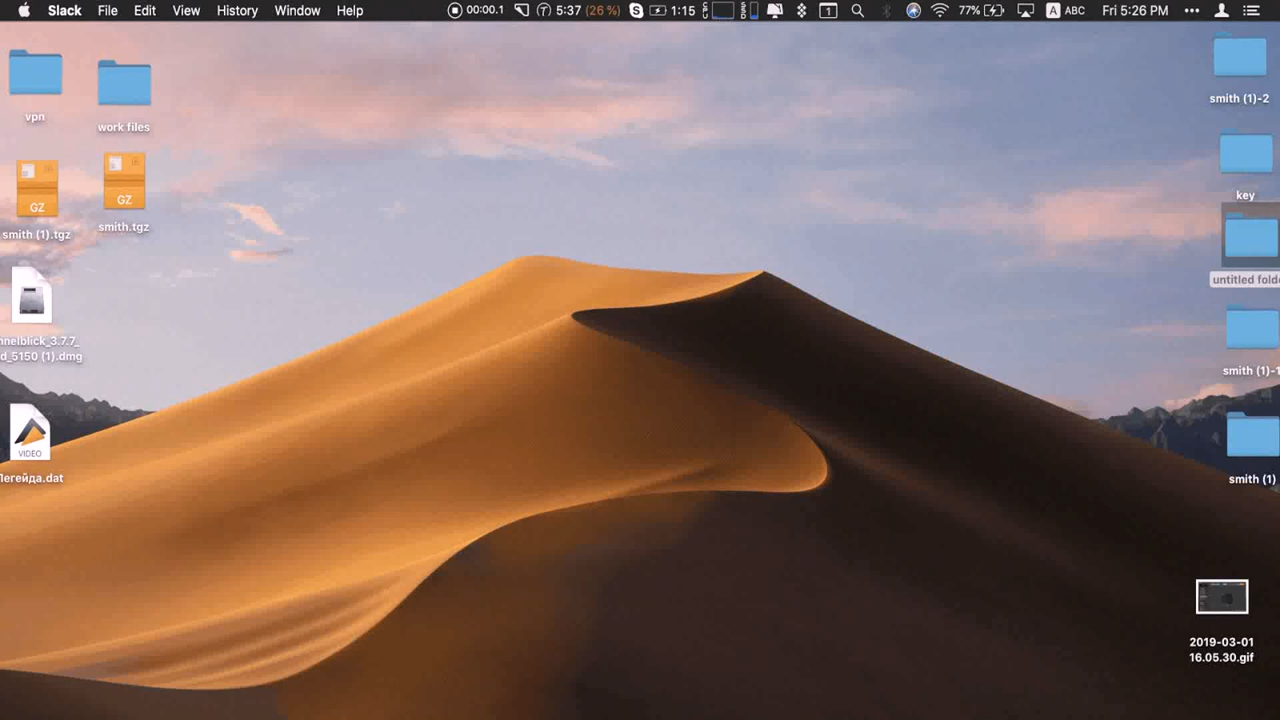 Slack File Edit View History Window Help 00:00.1 5:37 (26 %) 1:15 1 77% A ABC Fri 5:26 PM
vpn
work files
smith (1)-2
GZ
GZ
smith (1).tgz
smith.tgz
key
untitled folde
nnelblick_3.7.7_
d_5150 (1).dmg
smith (1)-1
VIDEO
Легейда.dat
smith (1)
2019-03-01
16.05.30.gif